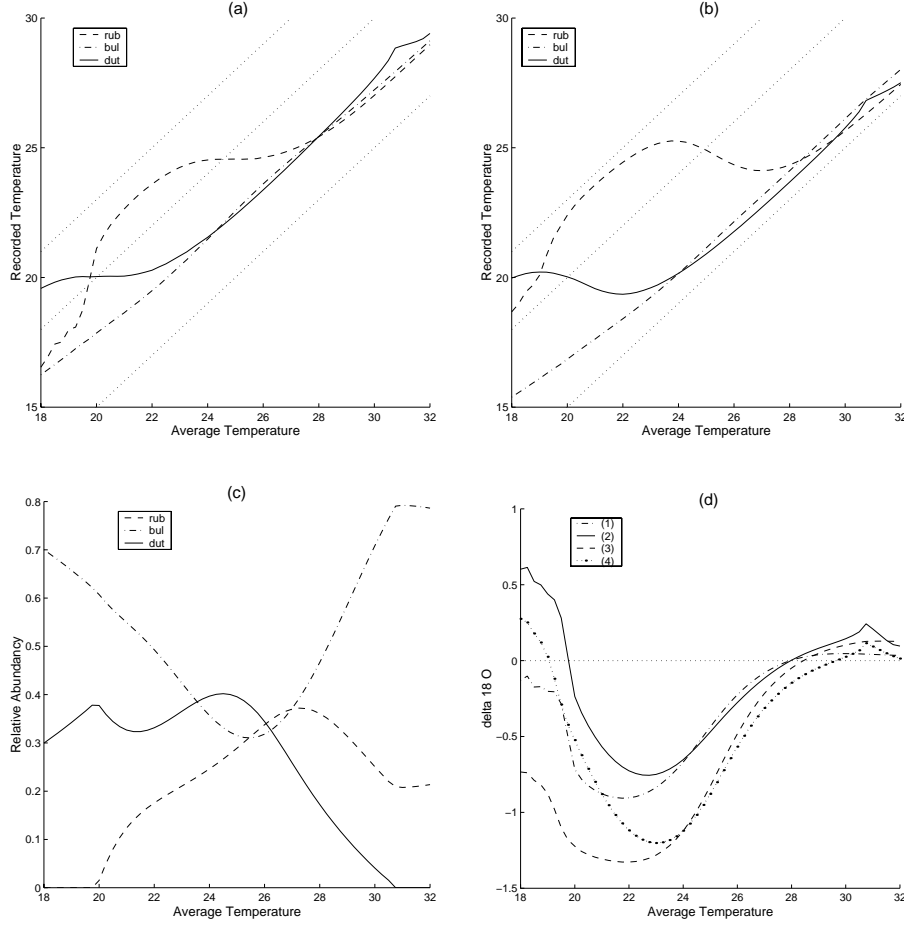 (a)
30
25
20
15
18 20 22 24 26 28 30 32
Average Temperature
Recorded Temperature
rub
bul
dut
(b)
30
25
20
15
18 20 22 24 26 28 30 32
Average Temperature
Recorded Temperature
rub
bul
dut
(c)
0.8
0.7
0.6
0.5
0.4
0.3
0.2
0.1
0
18 20 22 24 26 28 30 32
Average Temperature
Relative Abundancy
rub
bul
dut
(d)
1
0.5
0
−0.5
−1
−1.5
18 20 22 24 26 28 30 32
Average Temperature
delta 18 O
(1)
(2)
(3)
(4)